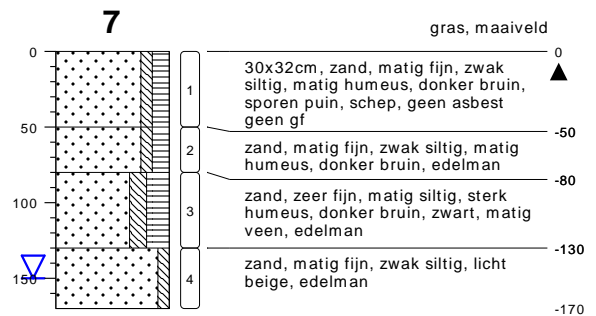 7
gras, maaiveld
0
0
30x32cm, zand, matig fijn, zwak
siltig, matig humeus, donker bruin,
sporen puin, schep, geen asbest
geen gf
1
50
-50
zand, matig fijn, zwak siltig, matig
humeus, donker bruin, edelman
2
-80
zand, zeer fijn, matig siltig, sterk
humeus, donker bruin, zwart, matig
veen, edelman
100
3
-130
zand, matig fijn, zwak siltig, licht
beige, edelman
150
4
-170